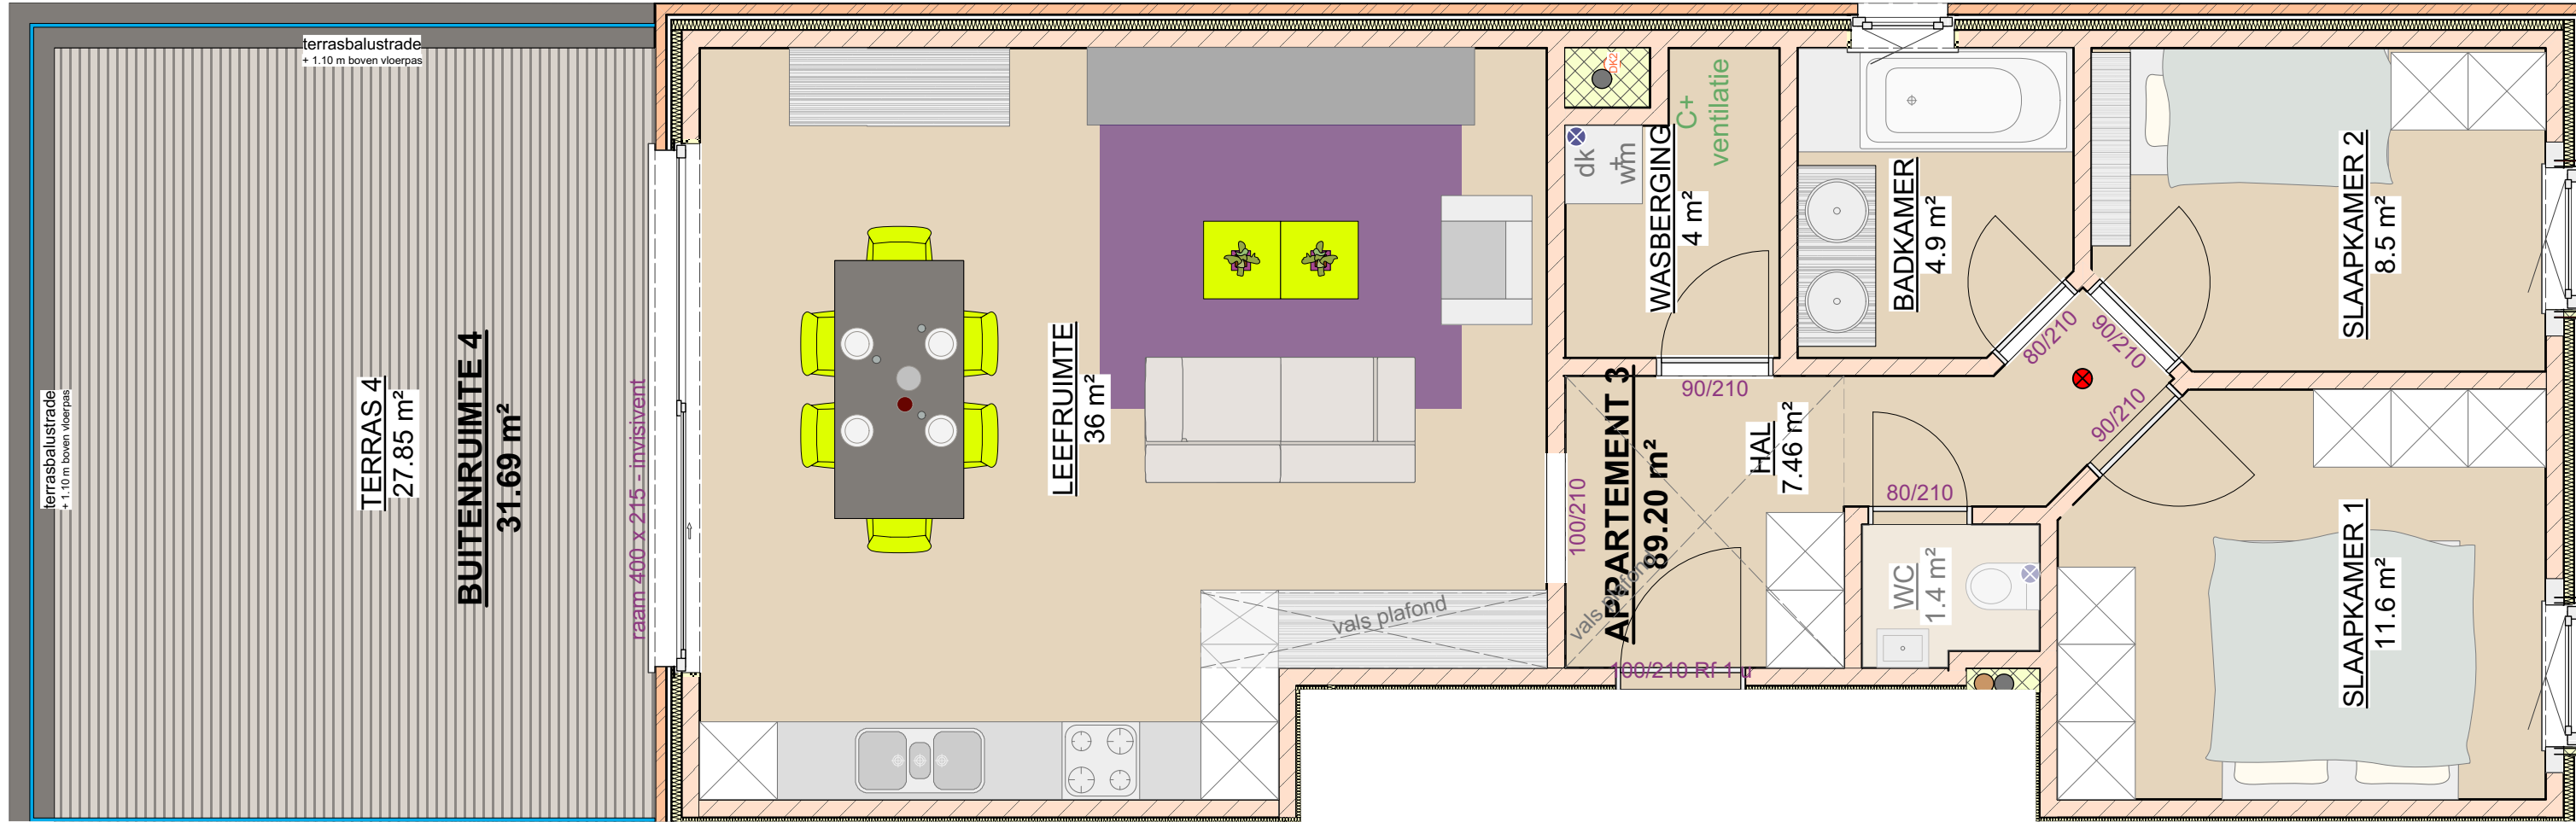 terrasbalustrade
+ 1.10 m boven vloerpas
terrasbalustrade
+ 1.10 m boven vloerpas
TERRAS 4
27.85 m²
BUITENRUIMTE 4
31.69 m²
raam 400 x 215 - invisivent
LEEFRUIMTE
36 m²
vals plafond
DK2
dk
+
wm
WASBERGING
4 m²
C+
ventilatie
90/210
100/210
APPARTEMENT 3
89.20 m²
vals plafond
100/210 Rf 1 u
HAL
7.46 m²
80/210
WC
1.4 m²
BADKAMER
4.9 m²
80/210
90/210
90/210
SLAAPKAMER 2
8.5 m²
SLAAPKAMER 1
11.6 m²